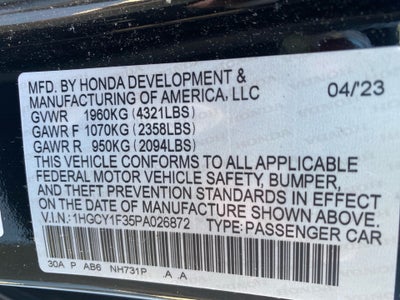 MFD. BY HONDA DEVELOPMENT &
MANUFACTURING OF AMERICA, LLC 04/23
GVWR 1960KG (4321LBS)
GAWR F 1070KG (2358LBS)
GAWR R 950KG (2094LBS)
THIS VEHICLE CONFORMS TO ALL APPLICABLE
FEDERAL MOTOR VEHICLE SAFETY, BUMPER,
AND THEFT PREVENTION STANDARDS IN EFFECT
ON THE DATE OF MANUFACTURE SHOWN ABOVE.
V.I.N.: 1HGCY1F35PA026872 TYPE: PASSENGER CAR
30A P AB6 NH731P .A .A